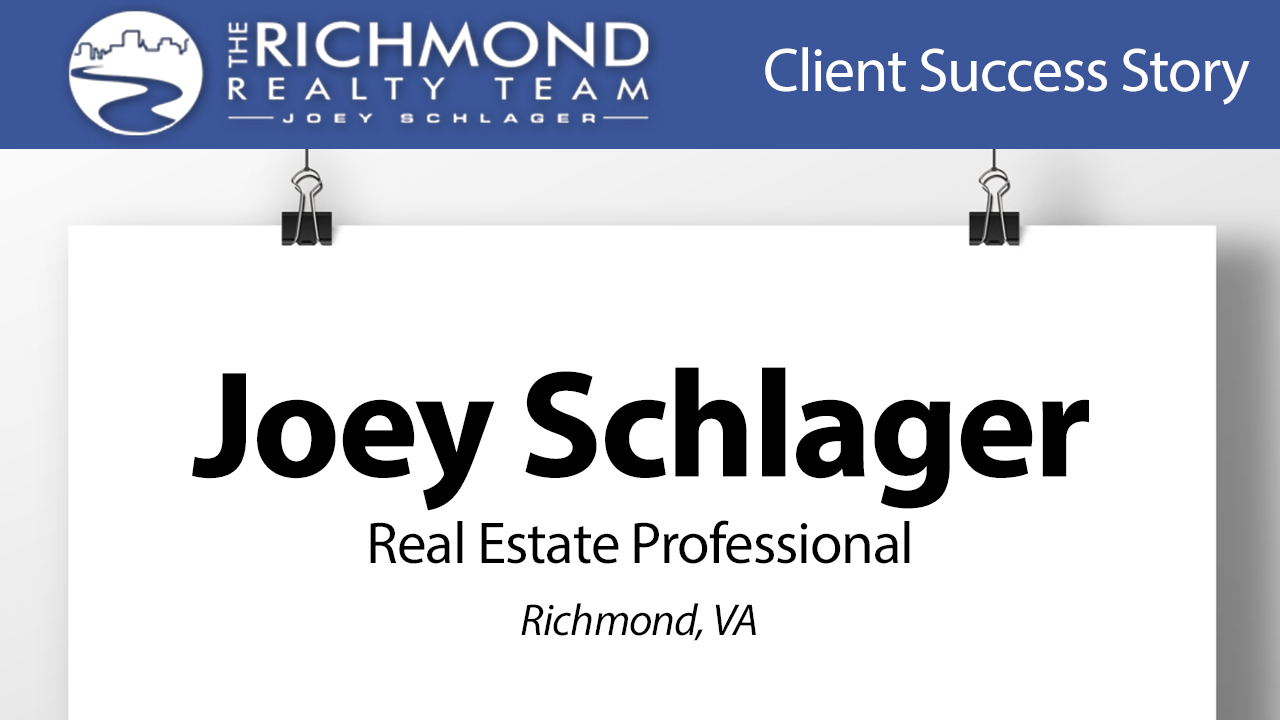 THE RICHMOND
REALTY TEAM
JOEY SCHLAGER
Client Success Story
Joey Schlager
Real Estate Professional
Richmond, VA